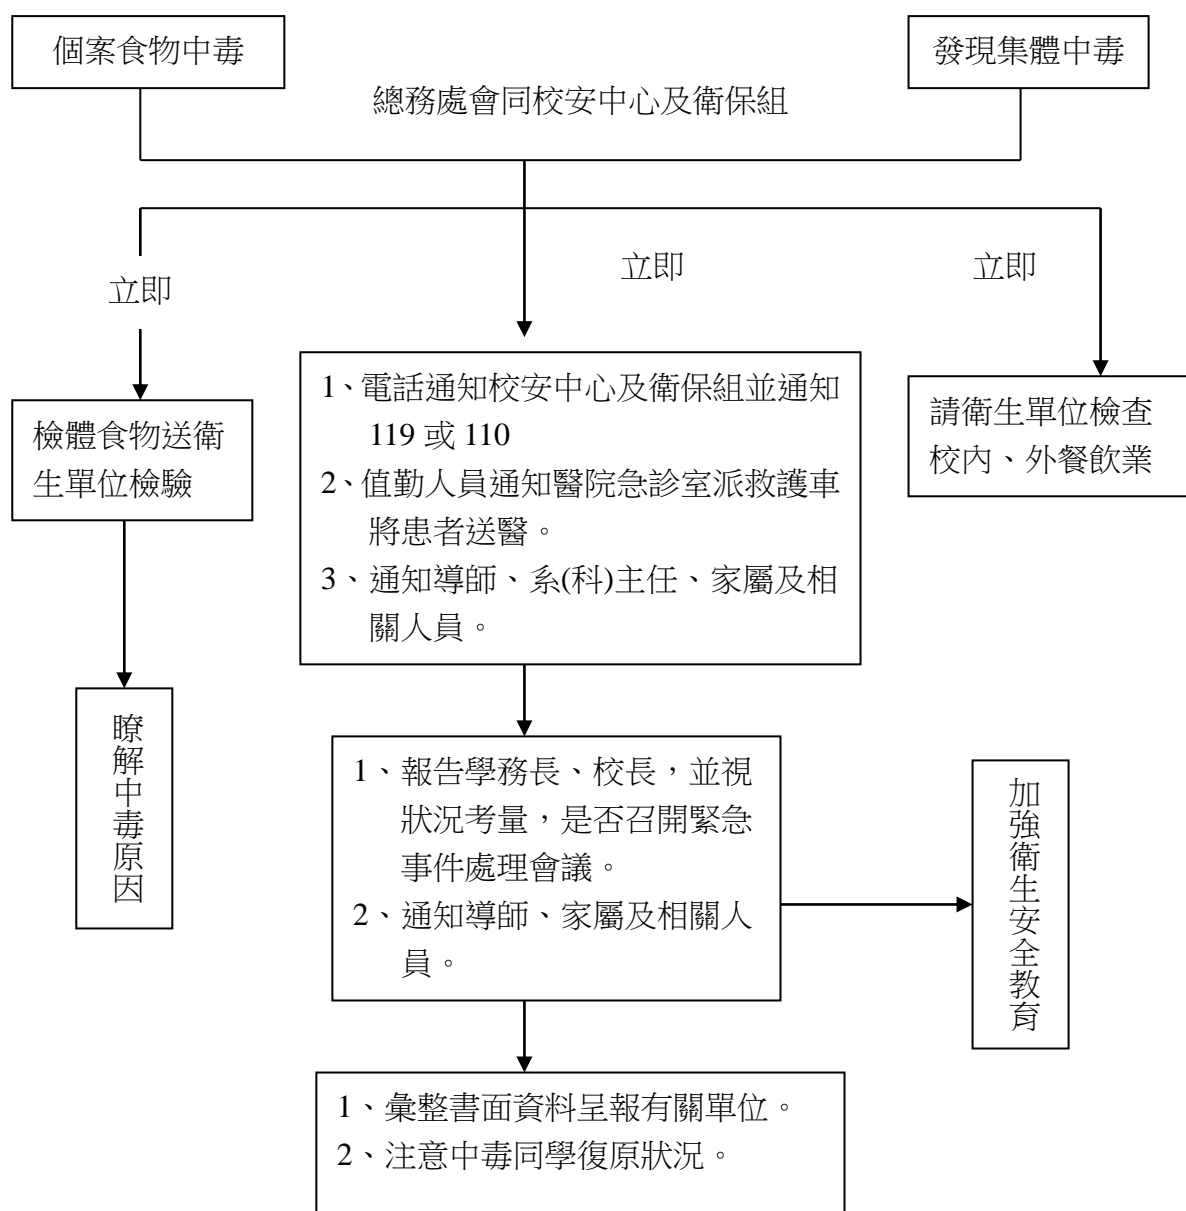 個案食物中毒
發現集體中毒
總務處會同校安中心及衛保組
立即
立即
立即
1、電話通知校安中心及衛保組並通知
119 或 110
2、值勤人員通知醫院急診室派救護車
將患者送醫。
3、通知導師、系(科)主任、家屬及相
關人員。
檢體食物送衛
生單位檢驗
請衛生單位檢查
校內、外餐飲業
瞭解中毒原因
1、報告學務長、校長，並視
狀況考量，是否召開緊急
事件處理會議。
2、通知導師、家屬及相關人
員。
加強衛生安全教育
1、彙整書面資料呈報有關單位。
2、注意中毒同學復原狀況。